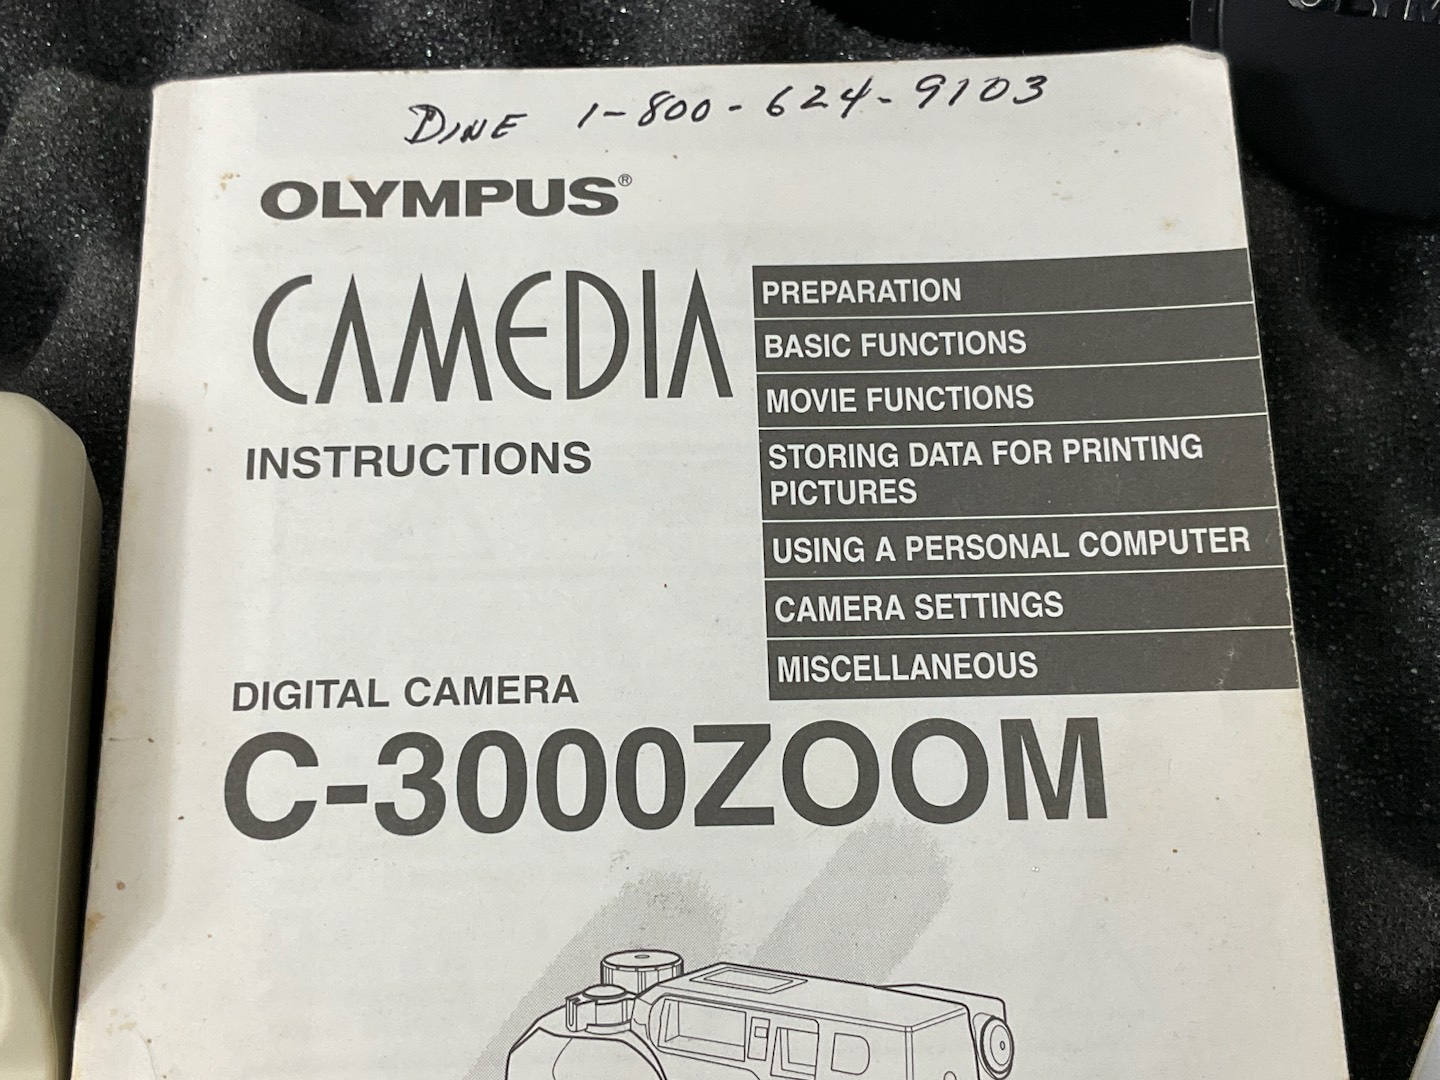 DINE 1-800-624-9103
OLYMPUS®
CAMEDIA
INSTRUCTIONS
PREPARATION
BASIC FUNCTIONS
MOVIE FUNCTIONS
STORING DATA FOR PRINTING
PICTURES
USING A PERSONAL COMPUTER
CAMERA SETTINGS
MISCELLANEOUS
DIGITAL CAMERA
C-3000ZOOM